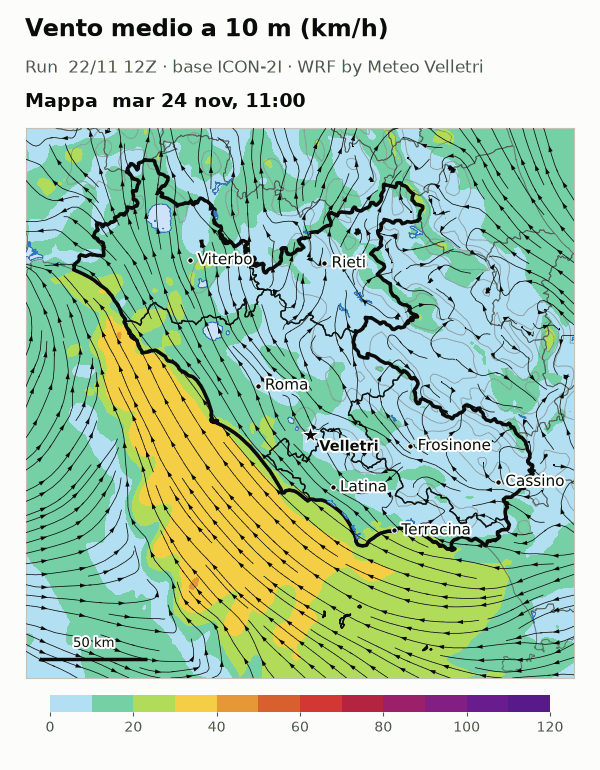 Vento medio a 10 m (km/h)
Run  22/11 12Z · base ICON-2I · WRF by Meteo Velletri
Mappa  mar 24 nov, 11:00
Viterbo
Rieti
Roma
Velletri
Frosinone
Cassino
Latina
Terracina
50 km
0 20 40 60 80 100 120